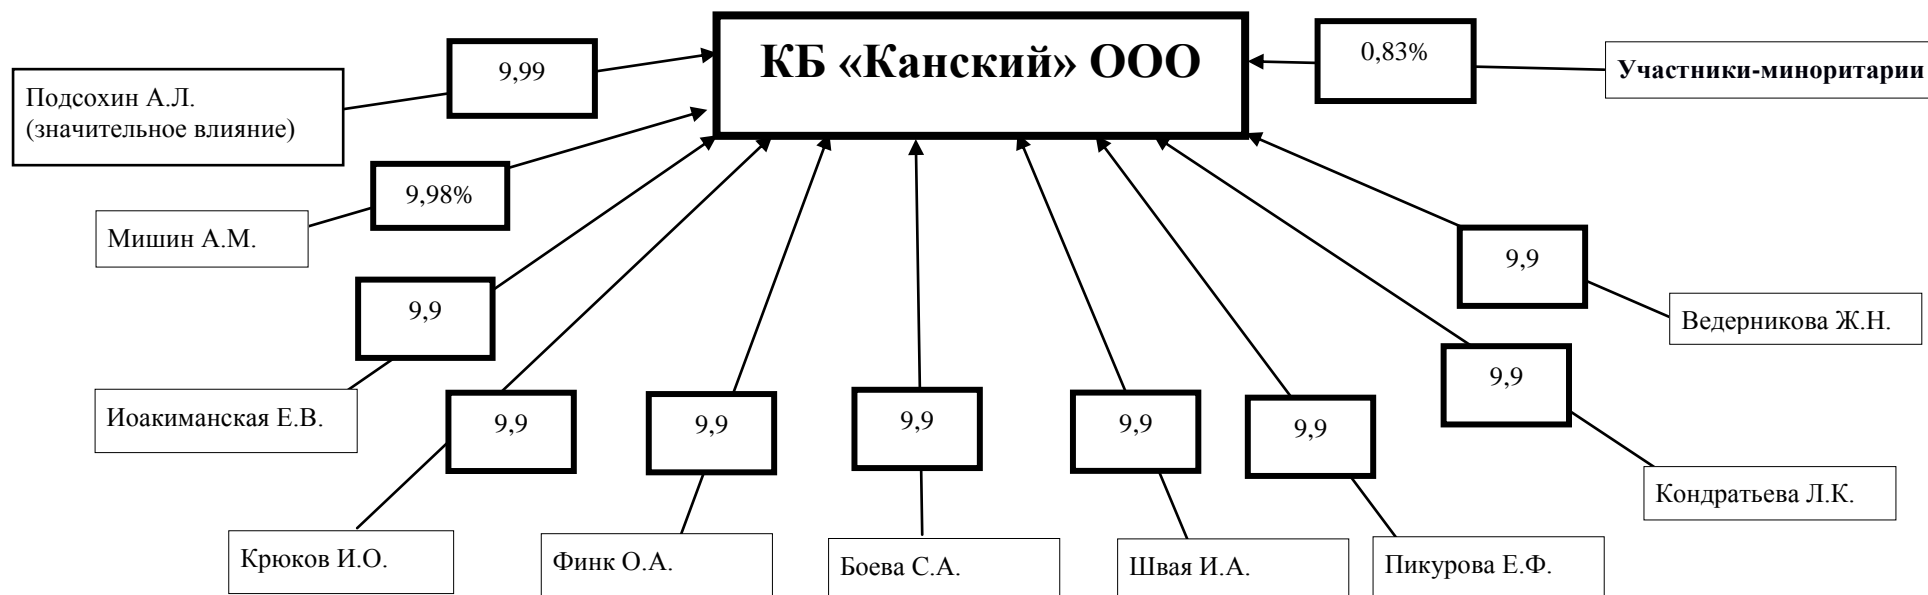 КБ «Канский» ООО
9,99
0,83%
Участники-миноритарии
Подсохин А.Л.
(значительное влияние)
9,98%
Мишин А.М.
9,9
Ведерникова Ж.Н.
9,9
Иоакиманская Е.В.
9,9
9,9
9,9
9,9
9,9
9,9
Кондратьева Л.К.
Крюков И.О.
Финк О.А.
Боева С.А.
Швая И.А.
Пикурова Е.Ф.